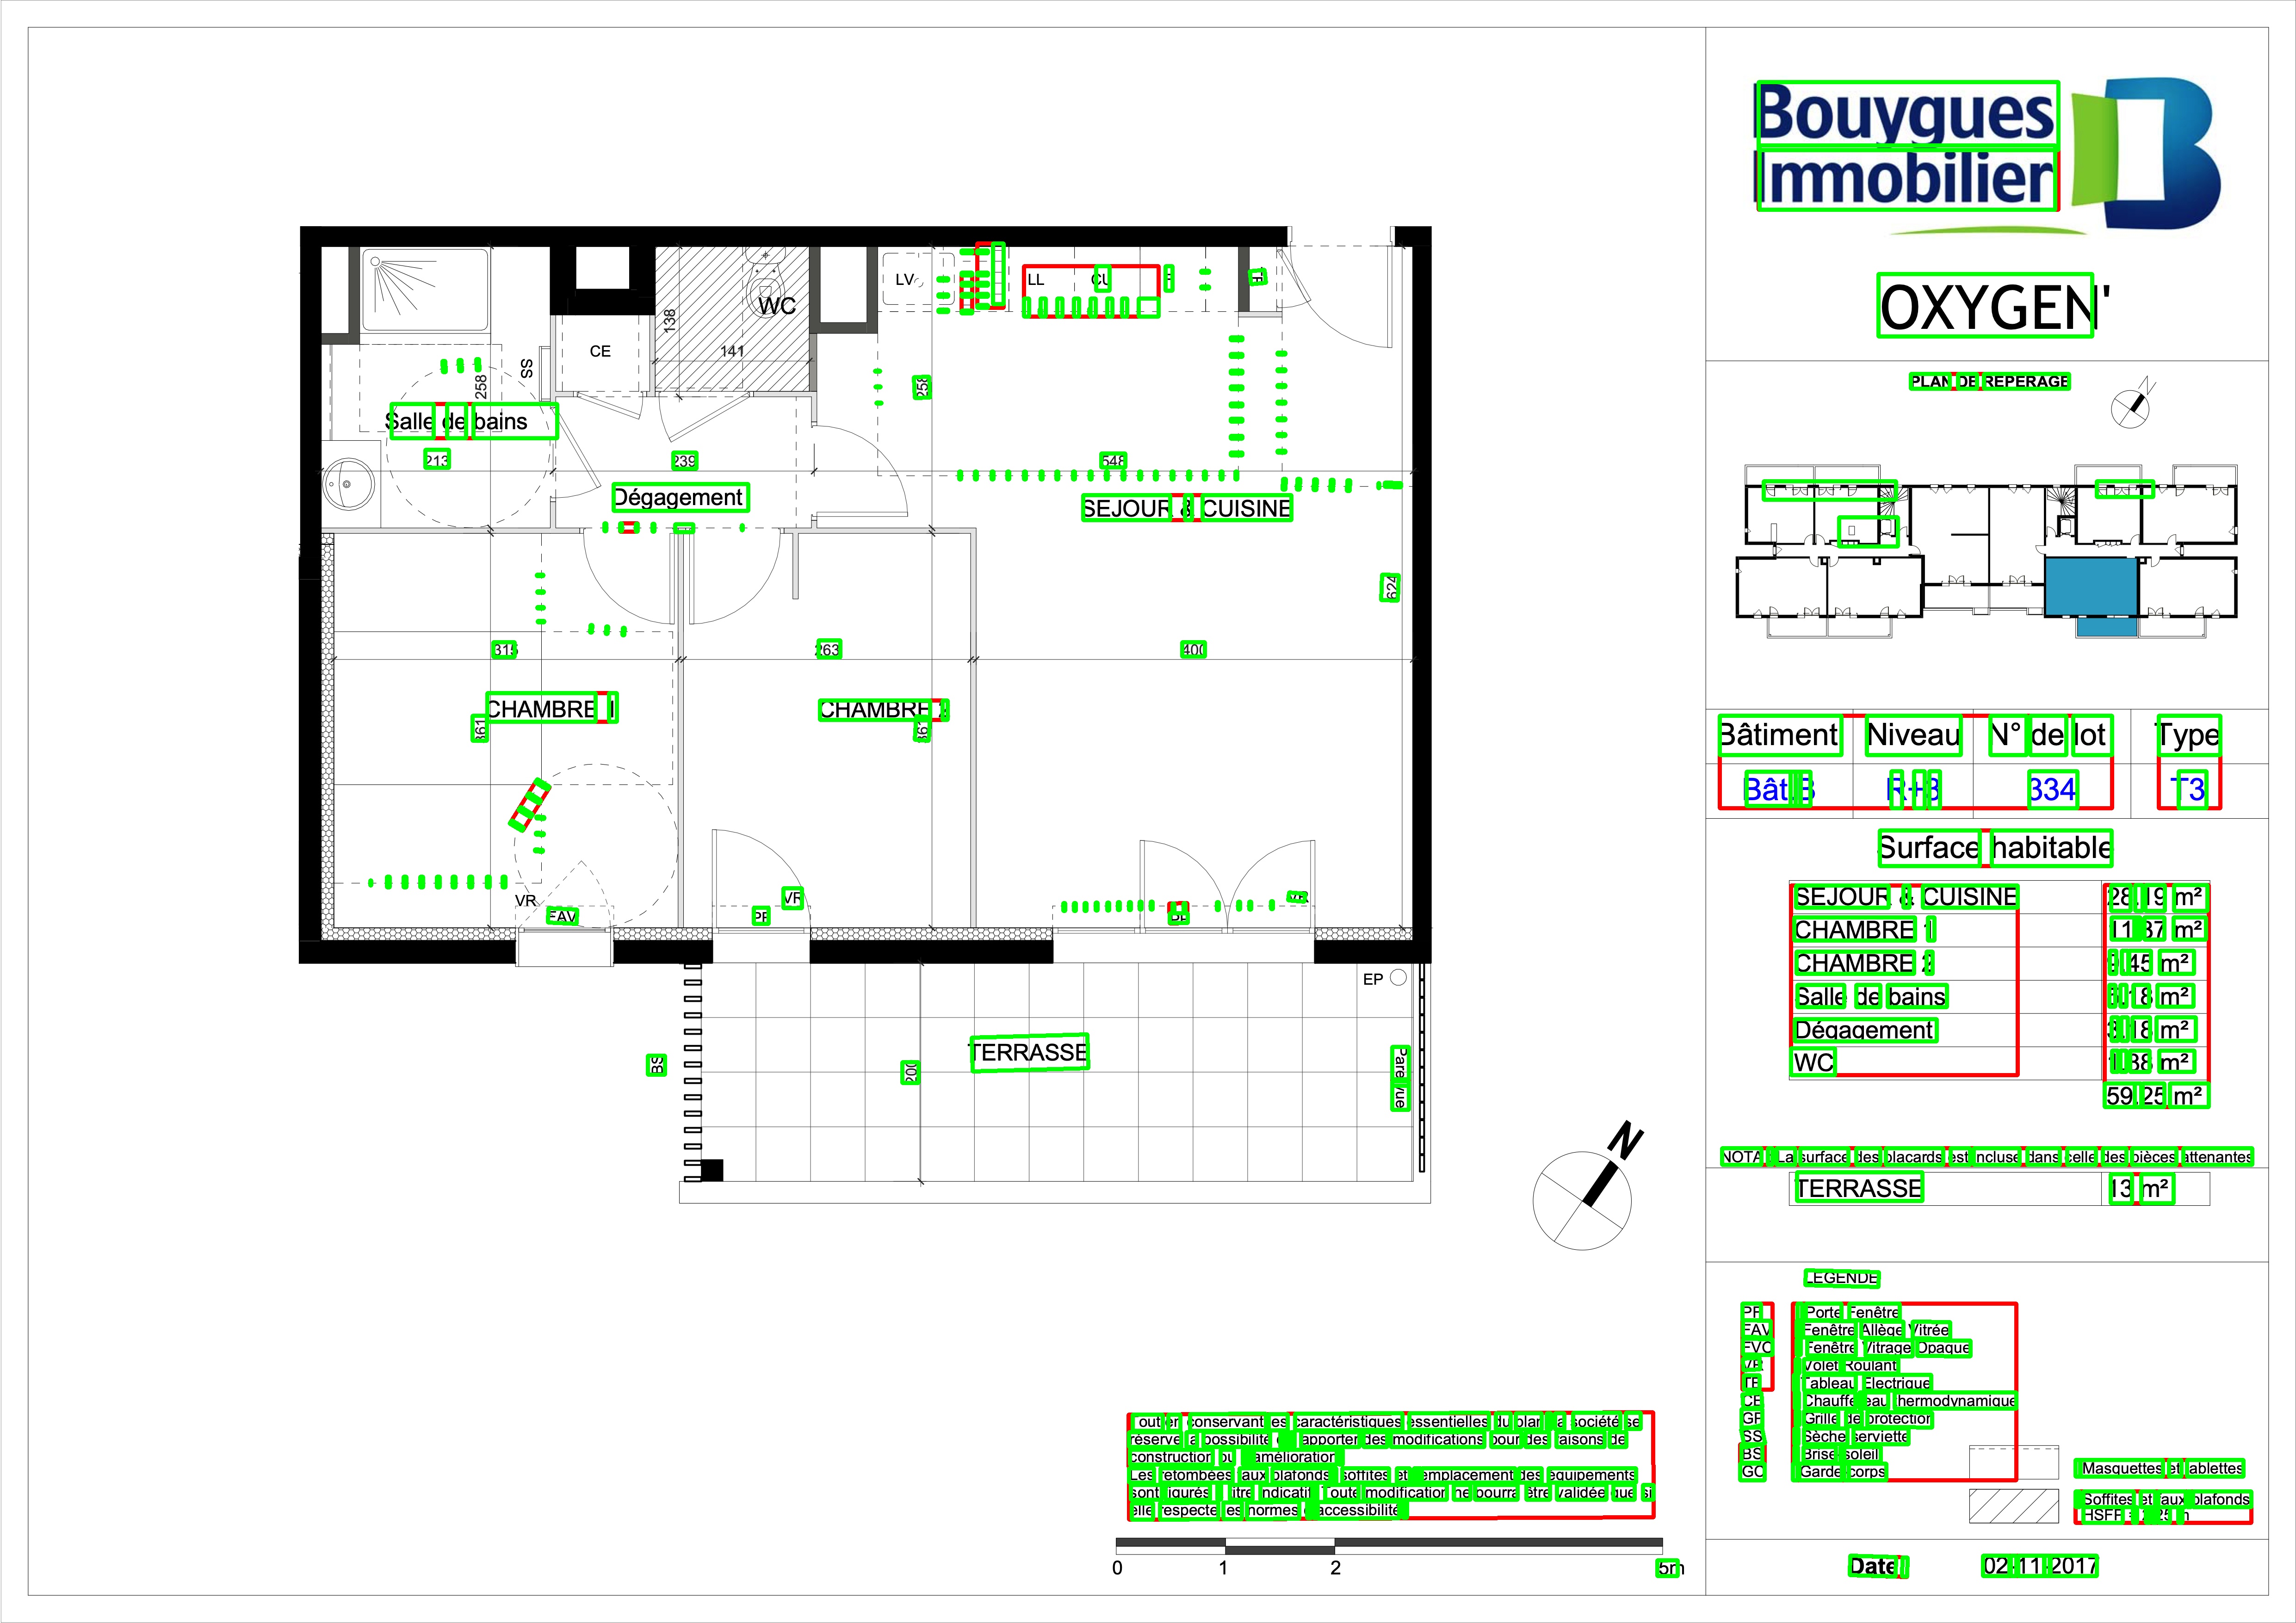 Bouygues
Immobilier
OXYGEN'
PLAN DE REPERAGE
N
Bâtiment Niveau N° de lot Type
Bât B R+3 334 T3
Surface habitable
SEJOUR & CUISINE 28.19 m²
CHAMBRE 1 11.37 m²
CHAMBRE 2 9.45 m²
Salle de bains 5.18 m²
Dégagement 3.18 m²
WC 1.88 m²
59.25 m²
NOTA : La surface des placards est incluse dans celle des pièces attenantes
TERRASSE 13 m²
LEGENDE
PF : Porte Fenêtre
FAV : Fenêtre Allège Vitrée
FVO : Fenêtre Vitrage Opaque
VR : Volet Roulant
TE : Tableau Electrique
CE : Chauffe eau thermodynamique
GP : Grille de protection
SS : Sèche serviette
BS : Brise soleil
GC : Garde corps
: Masquettes et tablettes
: Soffites et faux plafonds
HSFP = 2.25 m
Date : 02-11-2017
LV
LL
CU
CE
WC
138
141
258
SS
258
Salle de bains
213
239
548
Dégagement
SEJOUR & CUISINE
624
315
263
400
CHAMBRE 1
CHAMBRE 2
361
361
VR
FAV
VR
PF
VR
PF
EP
TERRASSE
BS
200
Pare vue
N
Tout en conservant les caractéristiques essentielles du plan, la société se
réserve la possibilité d'apporter des modifications pour des raisons de
construction ou d'amélioration.
Les retombées, faux plafonds, soffites et l'emplacement des équipements
sont figurés à titre indicatif. Toute modification ne pourra être validée que si
elle respecte les normes d'accessibilité.
0 1 2 5m